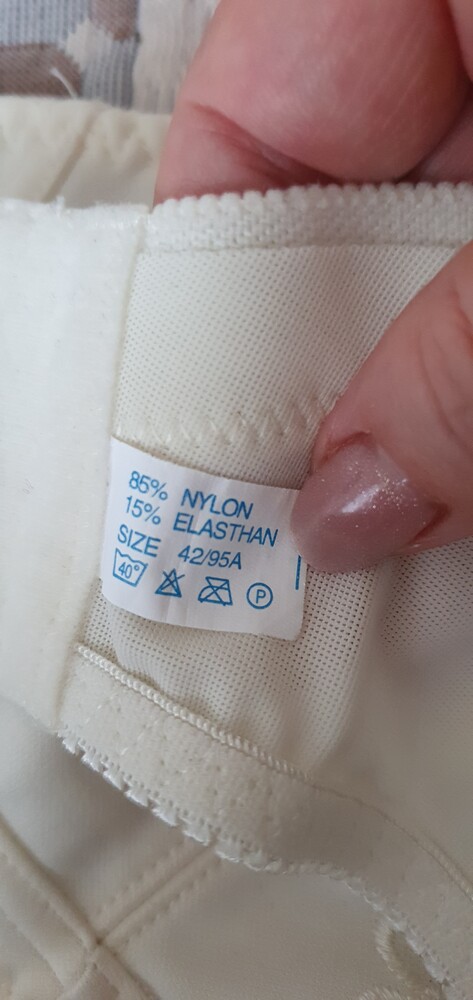 85% NYLON
15% ELASTHAN
SIZE 42/95A
40° P